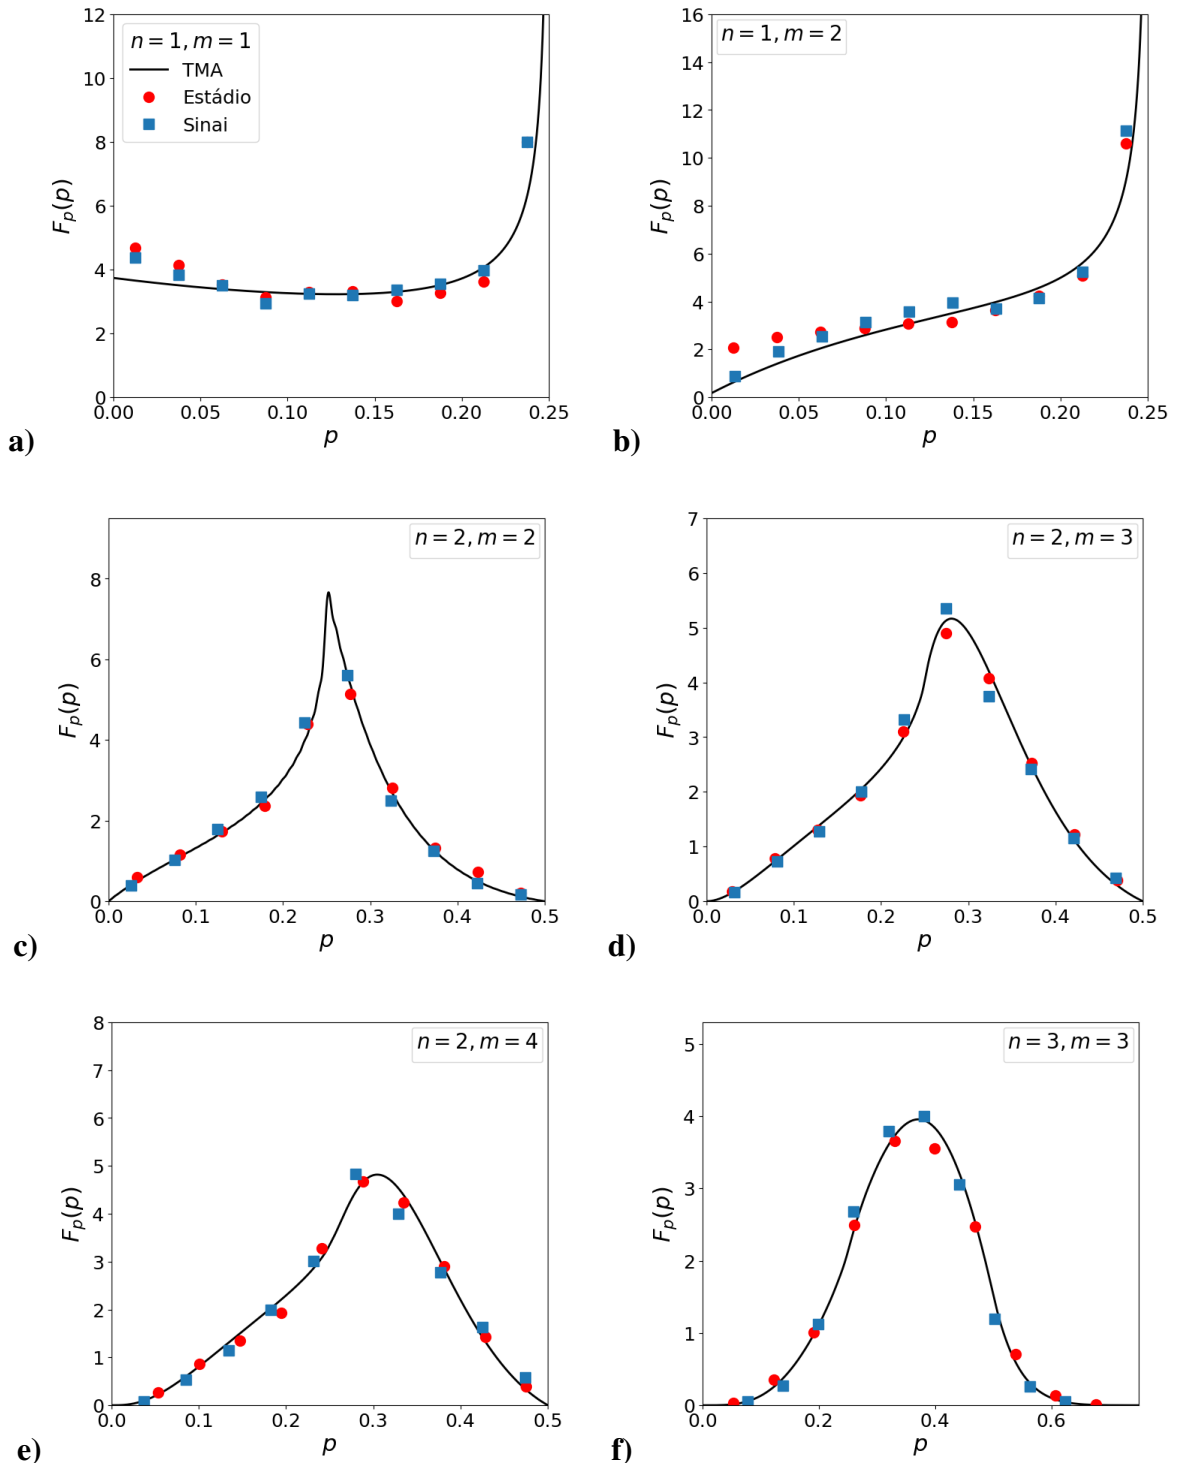 n = 1, m = 1
TMA
Estádio
Sinai
12
10
8
6
4
2
0
F_p(p)
0.00 0.05 0.10 0.15 0.20 0.25
p
a)
n = 1, m = 2
16
14
12
10
8
6
4
2
0
F_p(p)
0.00 0.05 0.10 0.15 0.20 0.25
p
b)
n = 2, m = 2
8
6
4
2
0
F_p(p)
0.0 0.1 0.2 0.3 0.4 0.5
p
c)
n = 2, m = 3
7
6
5
4
3
2
1
0
F_p(p)
0.0 0.1 0.2 0.3 0.4 0.5
p
d)
n = 2, m = 4
8
7
6
5
4
3
2
1
0
F_p(p)
0.0 0.1 0.2 0.3 0.4 0.5
p
e)
n = 3, m = 3
5
4
3
2
1
0
F_p(p)
0.0 0.2 0.4 0.6
p
f)